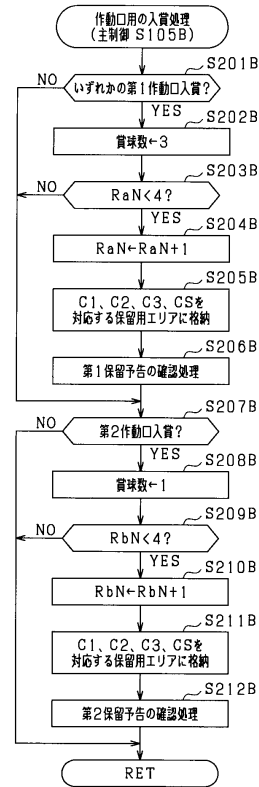 作動口用の入賞処理
(主制御 S105B)
S201B
NO
いずれかの第1作動口入賞?
YES
S202B
賞球数←3
S203B
NO
RaN<4?
YES
S204B
RaN←RaN+1
S205B
C1、C2、C3、CSを
対応する保留用エリアに格納
S206B
第1保留予告の確認処理
S207B
NO
第2作動口入賞?
YES
S208B
賞球数←1
S209B
NO
RbN<4?
YES
S210B
RbN←RbN+1
S211B
C1、C2、C3、CSを
対応する保留用エリアに格納
S212B
第2保留予告の確認処理
RET